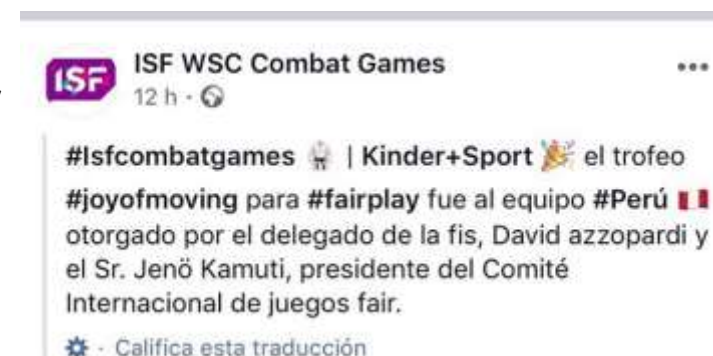 ISF
ISF WSC Combat Games
12 h ·
#Isfcombatgames | Kinder+Sport el trofeo
#joyofmoving para #fairplay fue al equipo #Perú
otorgado por el delegado de la fis, David azzopardi y
el Sr. Jenö Kamuti, presidente del Comité
Internacional de juegos fair.
· Califica esta traducción